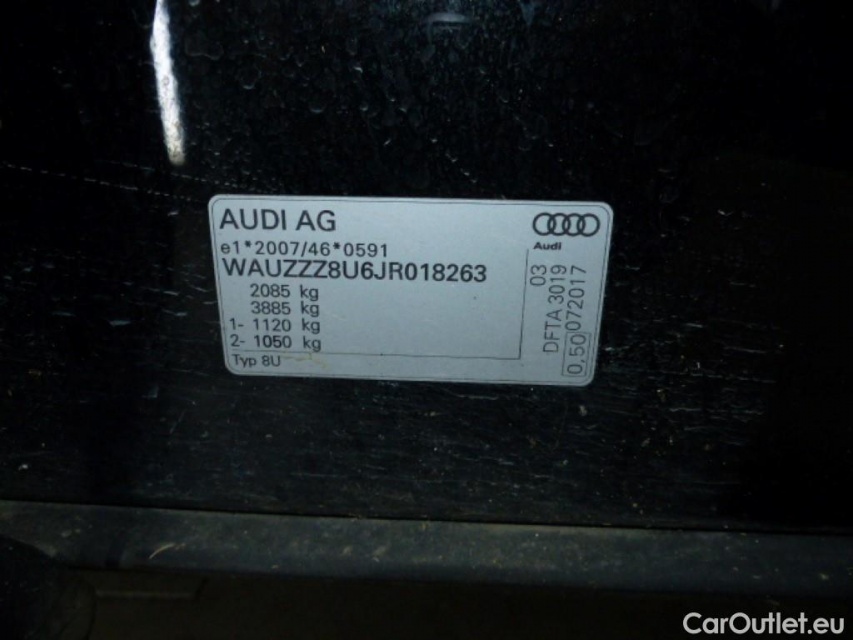 AUDI AG
Audi
e1*2007/46*0591
WAUZZZ8U6JR018263
2085 kg
3885 kg
1- 1120 kg
2- 1050 kg
Typ 8U
03
DFTA 3019
0,50 072017
CarOutlet.eu